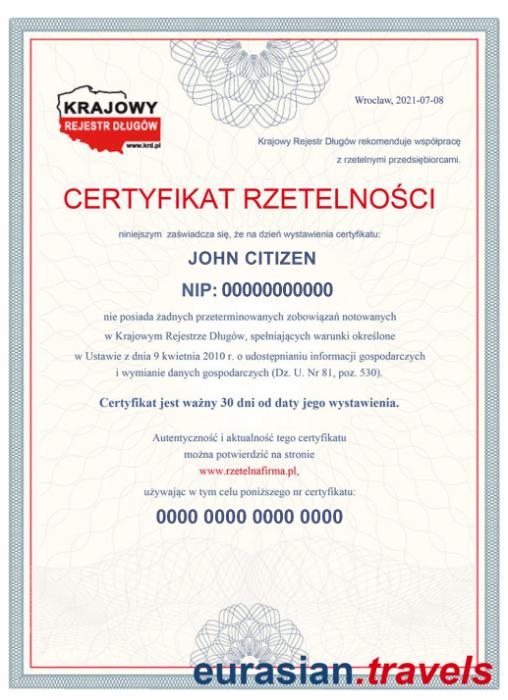 KRAJOWY
REJESTR DŁUGÓW
www.krd.pl
Wrocław, 2021-07-08
Krajowy Rejestr Długów rekomenduje współpracę
z rzetelnymi przedsiębiorcami.
CERTYFIKAT RZETELNOŚCI
niniejszym zaświadcza się, że na dzień wystawienia certyfikatu:
JOHN CITIZEN
NIP: 00000000000
nie posiada żadnych przeterminowanych zobowiązań notowanych
w Krajowym Rejestrze Długów, spełniających warunki określone
w Ustawie z dnia 9 kwietnia 2010 r. o udostępnianiu informacji gospodarczych
i wymianie danych gospodarczych (Dz. U. Nr 81, poz. 530).
Certyfikat jest ważny 30 dni od daty jego wystawienia.
Autentyczność i aktualność tego certyfikatu
można potwierdzić na stronie
www.rzetelnafirma.pl,
używając w tym celu poniższego nr certyfikatu:
0000 0000 0000 0000
eurasian.travels